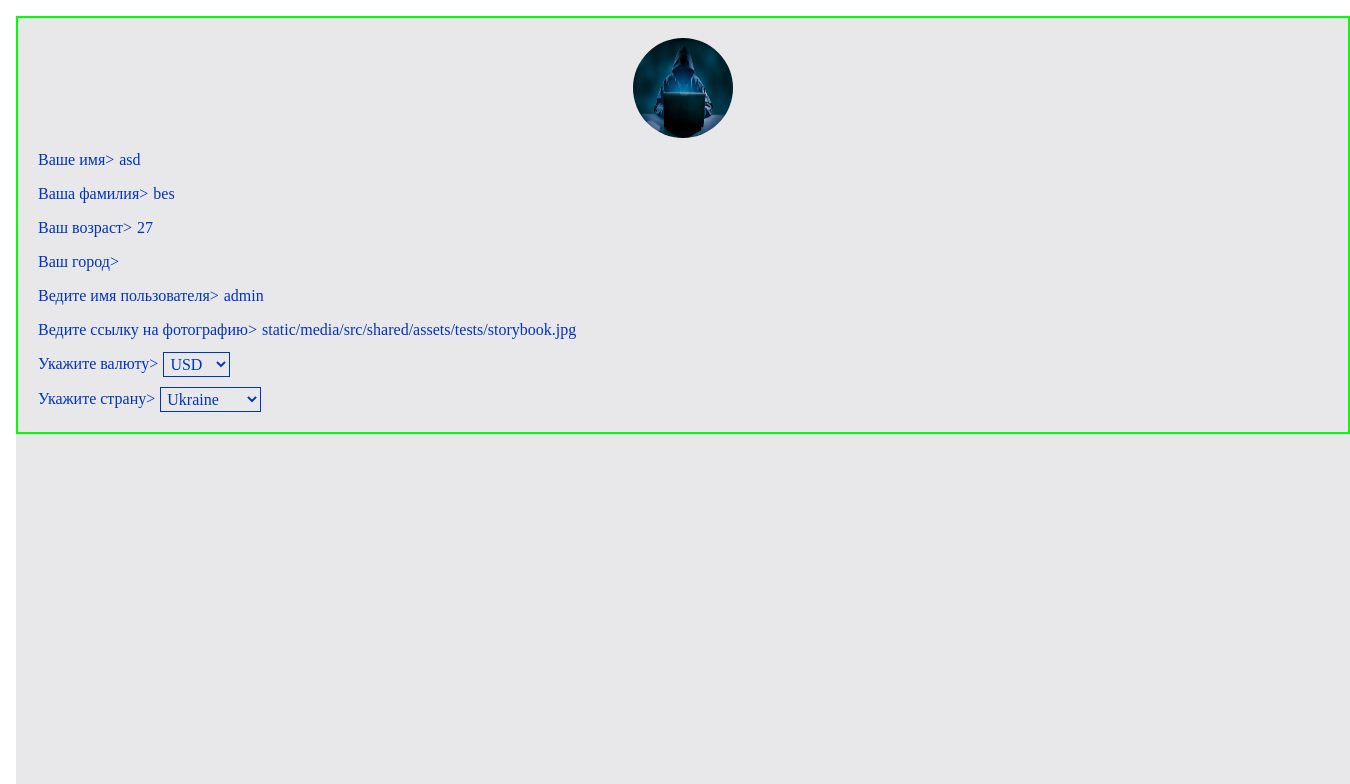 Ваше имя> asd
Ваша фамилия> bes
Ваш возраст> 27
Ваш город>
Ведите имя пользователя> admin
Ведите ссылку на фотографию> static/media/src/shared/assets/tests/storybook.jpg
Укажите валюту> USD
Укажите страну> Ukraine